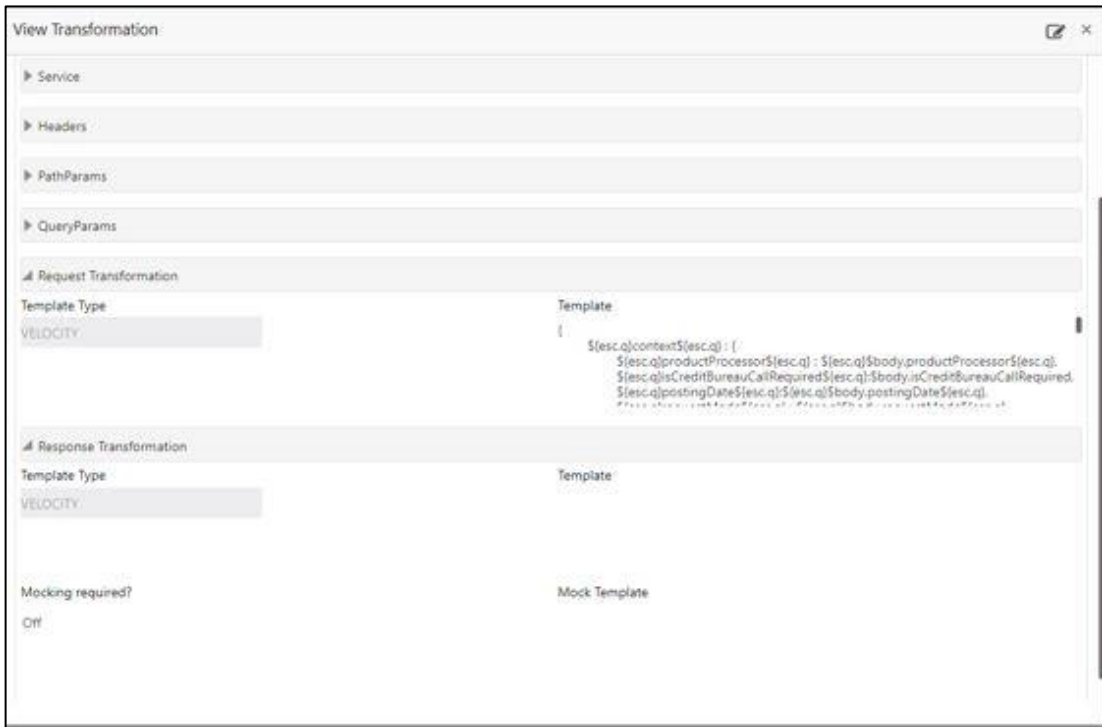 View Transformation
Service
Headers
PathParams
QueryParams
Request Transformation
Template Type
Template
VELOCITY
{
${esc.q}context${esc.q} : {
${esc.q}productProcessor${esc.q} : ${esc.q}$body.productProcessor${esc.q},
${esc.q}isCreditBureauCallRequired${esc.q}:$body.isCreditBureauCallRequired,
${esc.q}postingDate${esc.q}:${esc.q}$body.postingDate${esc.q},
Response Transformation
Template Type
Template
VELOCITY
Mocking required?
Mock Template
Off